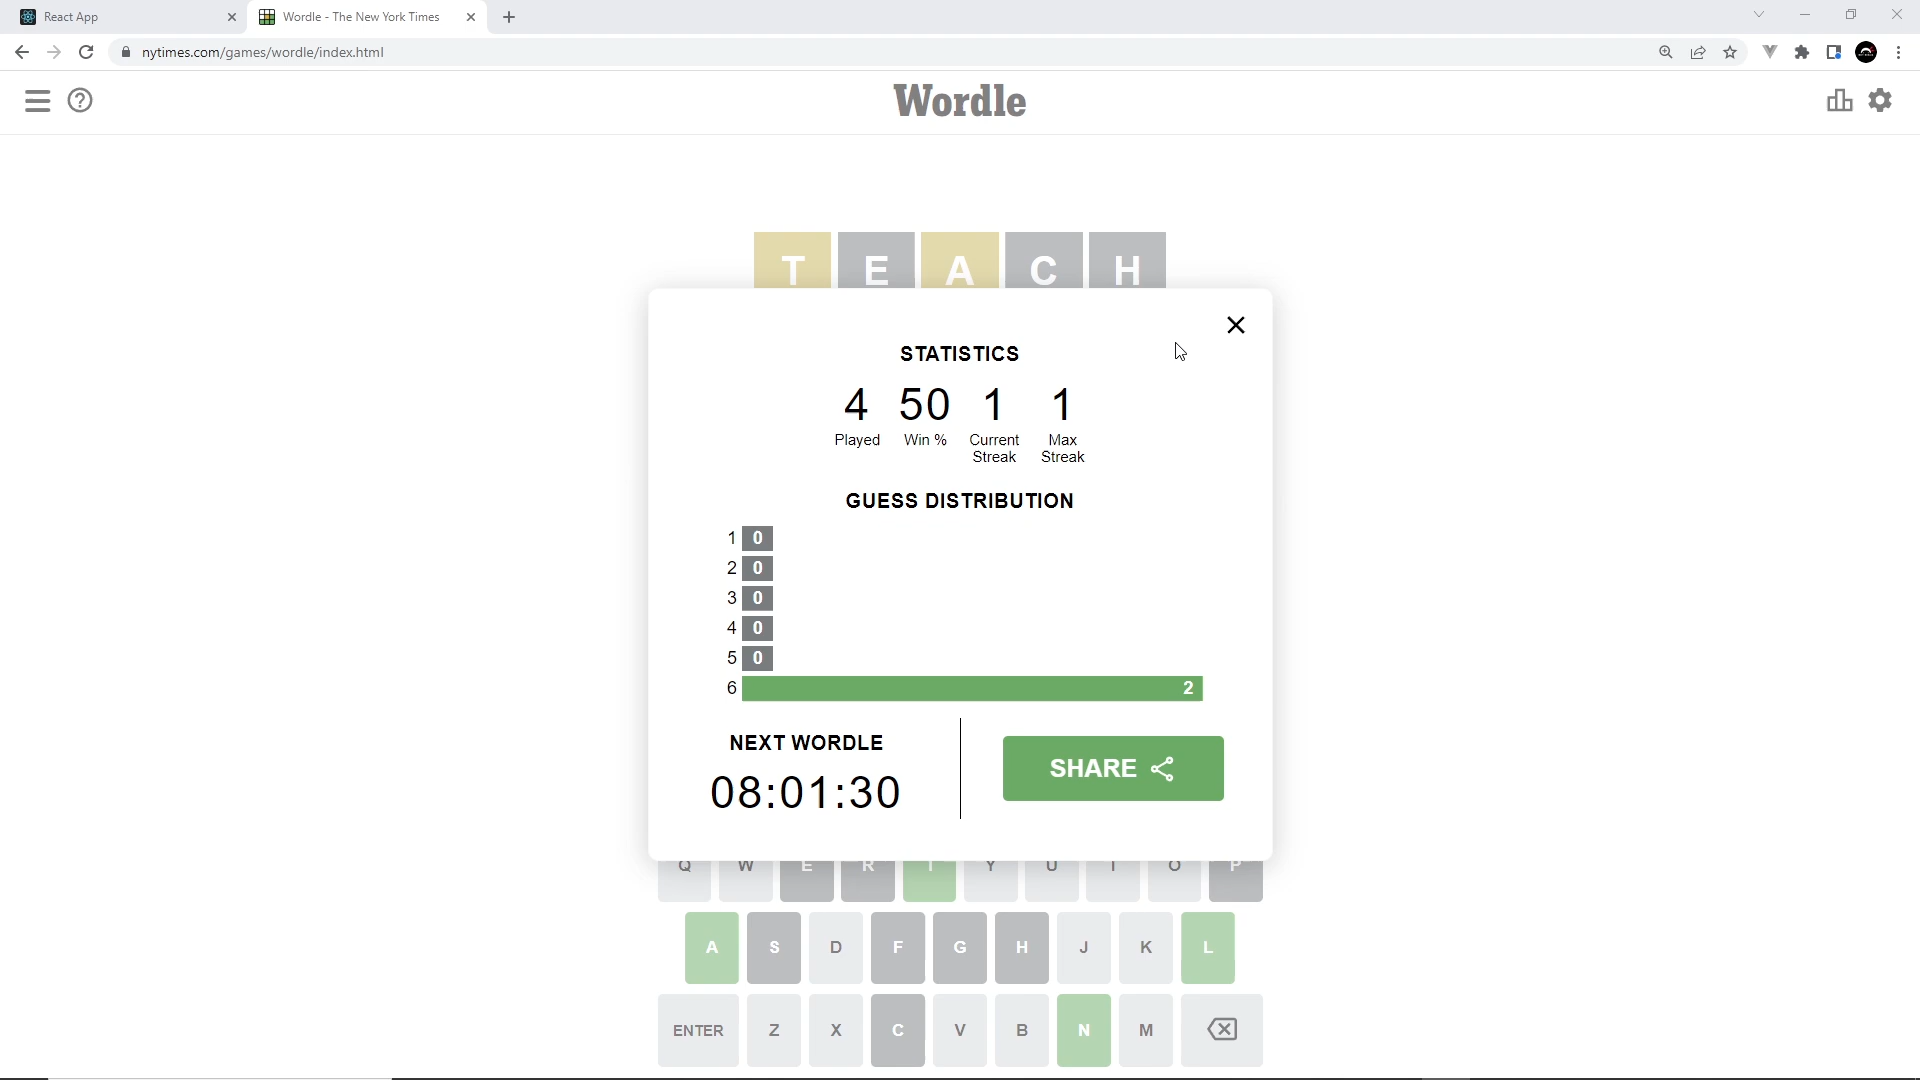 React App
Wordle - The New York Times
nytimes.com/games/wordle/index.html
Wordle
T E A C H
STATISTICS
4 50 1 1
Played Win % Current Streak Max Streak
GUESS DISTRIBUTION
1 0
2 0
3 0
4 0
5 0
6 2
NEXT WORDLE
08:01:30
SHARE
Q W E R T Y U I O P
A S D F G H J K L
ENTER Z X C V B N M